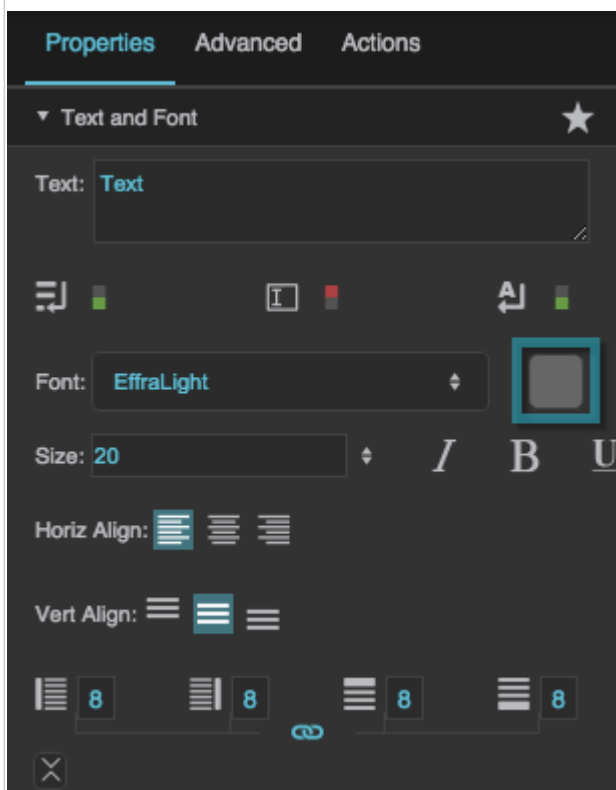 Properties Advanced Actions
Text and Font
Text: Text
A
Font: EffraLight
Size: 20 I B U
Horiz Align:
Vert Align:
8 8 8 8